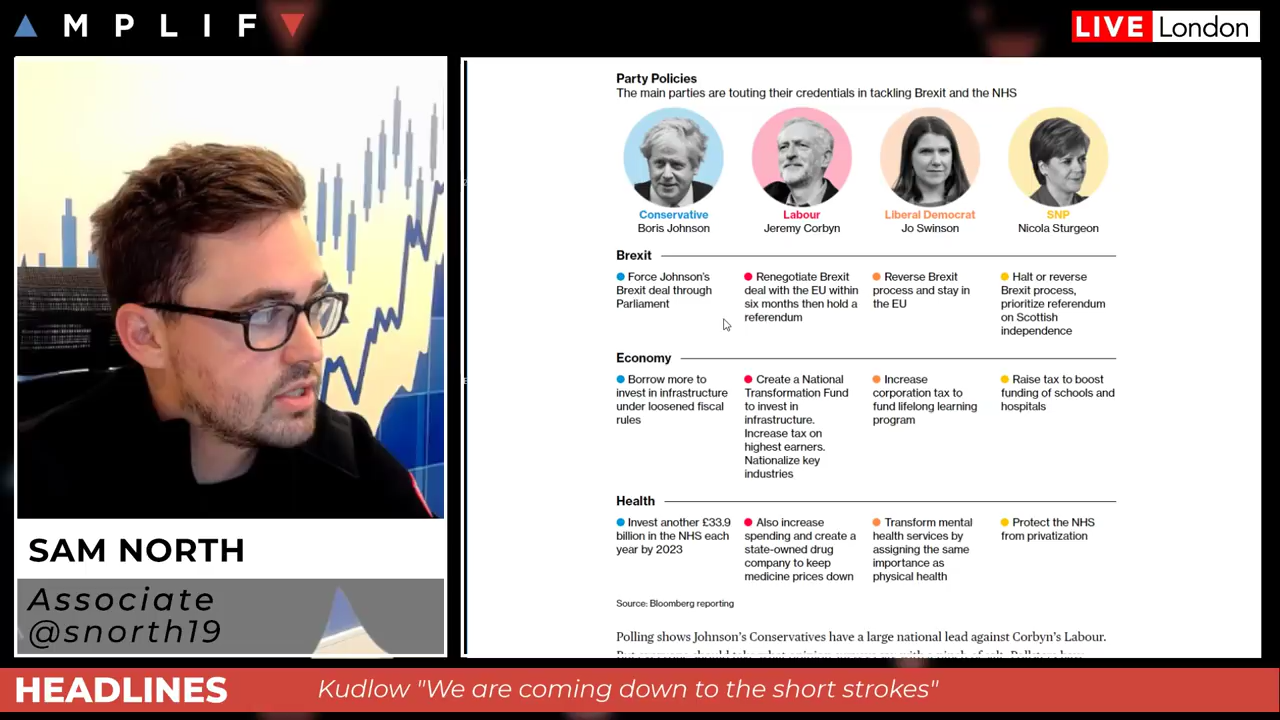 MPLIF
LIVE London
Party Policies
The main parties are touting their credentials in tackling Brexit and the NHS
Conservative
Boris Johnson
Labour
Jeremy Corbyn
Liberal Democrat
Jo Swinson
SNP
Nicola Sturgeon
Brexit
Force Johnson's
Brexit deal through
Parliament
Renegotiate Brexit
deal with the EU within
six months then hold a
referendum
Reverse Brexit
process and stay in
the EU
Halt or reverse
Brexit process,
prioritize referendum
on Scottish
independence
Economy
Borrow more to
invest in infrastructure
under loosened fiscal
rules
Create a National
Transformation Fund
to invest in
infrastructure.
Increase tax on
highest earners.
Nationalize key
industries
Increase
corporation tax to
fund lifelong learning
program
Raise tax to boost
funding of schools and
hospitals
Health
Invest another £33.9
billion in the NHS each
year by 2023
Also increase
spending and create a
state-owned drug
company to keep
medicine prices down
Transform mental
health services by
assigning the same
importance as
physical health
Protect the NHS
from privatization
Source: Bloomberg reporting
Polling shows Johnson's Conservatives have a large national lead against Corbyn's Labour.
SAM NORTH
Associate
@snorth19
HEADLINES
Kudlow "We are coming down to the short strokes"